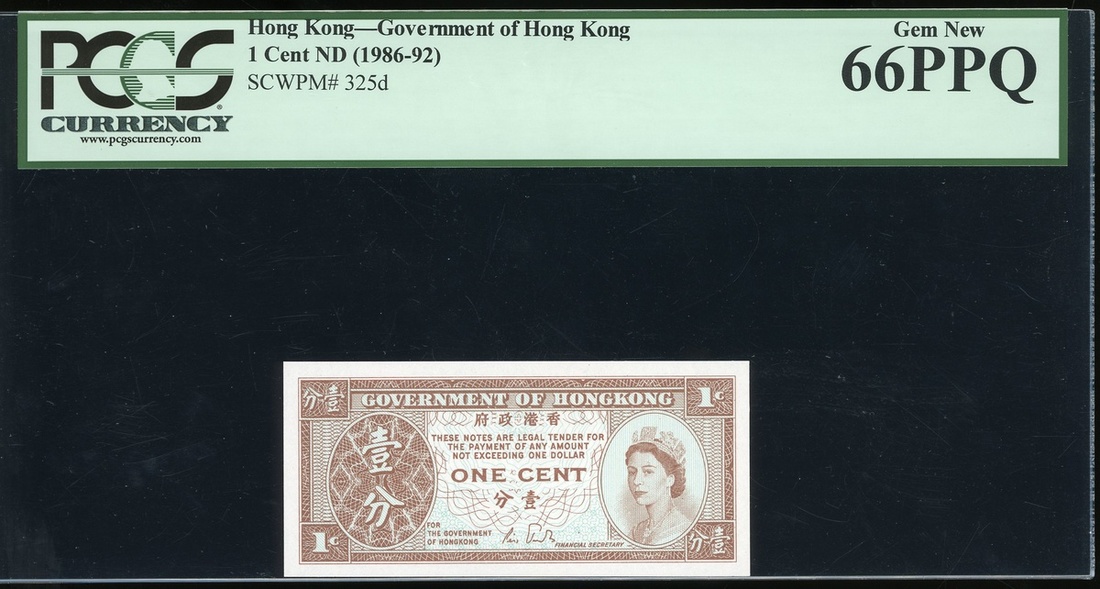 PCGS
CURRENCY
www.pcgscurrency.com
Hong Kong—Government of Hong Kong
1 Cent ND (1986-92)
SCWPM# 325d
Gem New
66PPQ
分壹
GOVERNMENT OF HONGKONG
1C
府政港香
THESE NOTES ARE LEGAL TENDER FOR
THE PAYMENT OF ANY AMOUNT
NOT EXCEEDING ONE DOLLAR
壹分
ONE CENT
分壹
FOR
THE GOVERNMENT
OF HONGKONG
FINANCIAL SECRETARY
1C
分壹